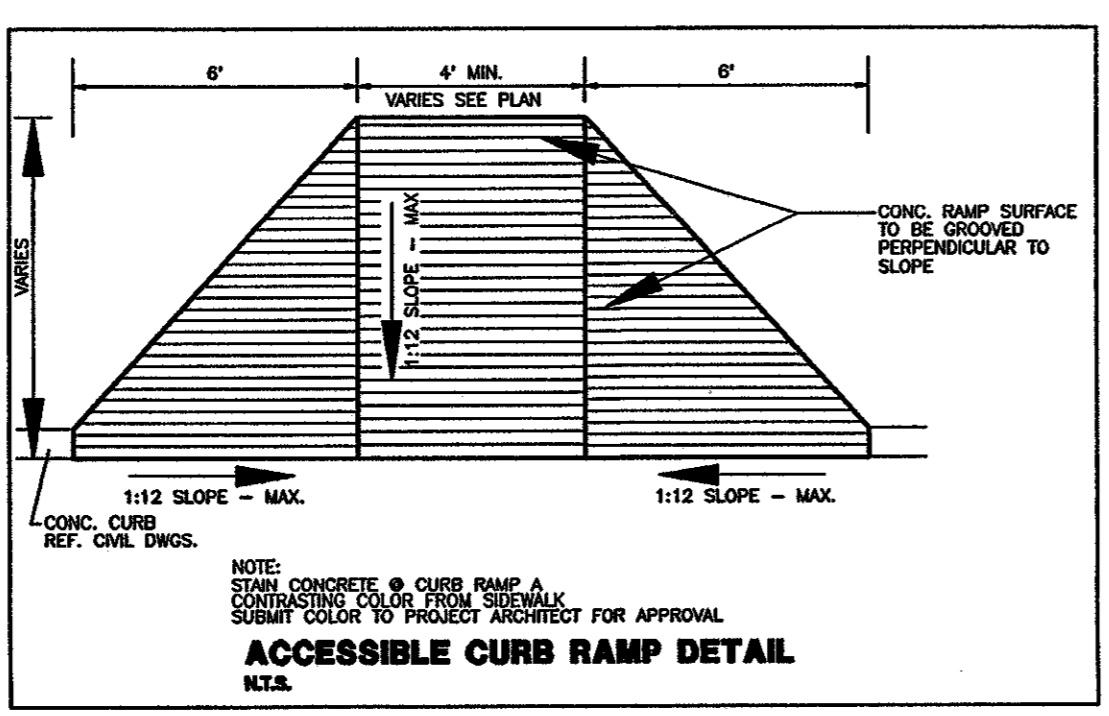 6'
4' MIN.
6'
VARIES SEE PLAN
VARIES
1:12 SLOPE - MAX
CONC. RAMP SURFACE
TO BE GROOVED
PERPENDICULAR TO
SLOPE
1:12 SLOPE - MAX.
1:12 SLOPE - MAX.
CONC. CURB
REF. CIVIL DWGS.
NOTE:
STAIN CONCRETE @ CURB RAMP A
CONTRASTING COLOR FROM SIDEWALK
SUBMIT COLOR TO PROJECT ARCHITECT FOR APPROVAL
ACCESSIBLE CURB RAMP DETAIL
N.T.S.